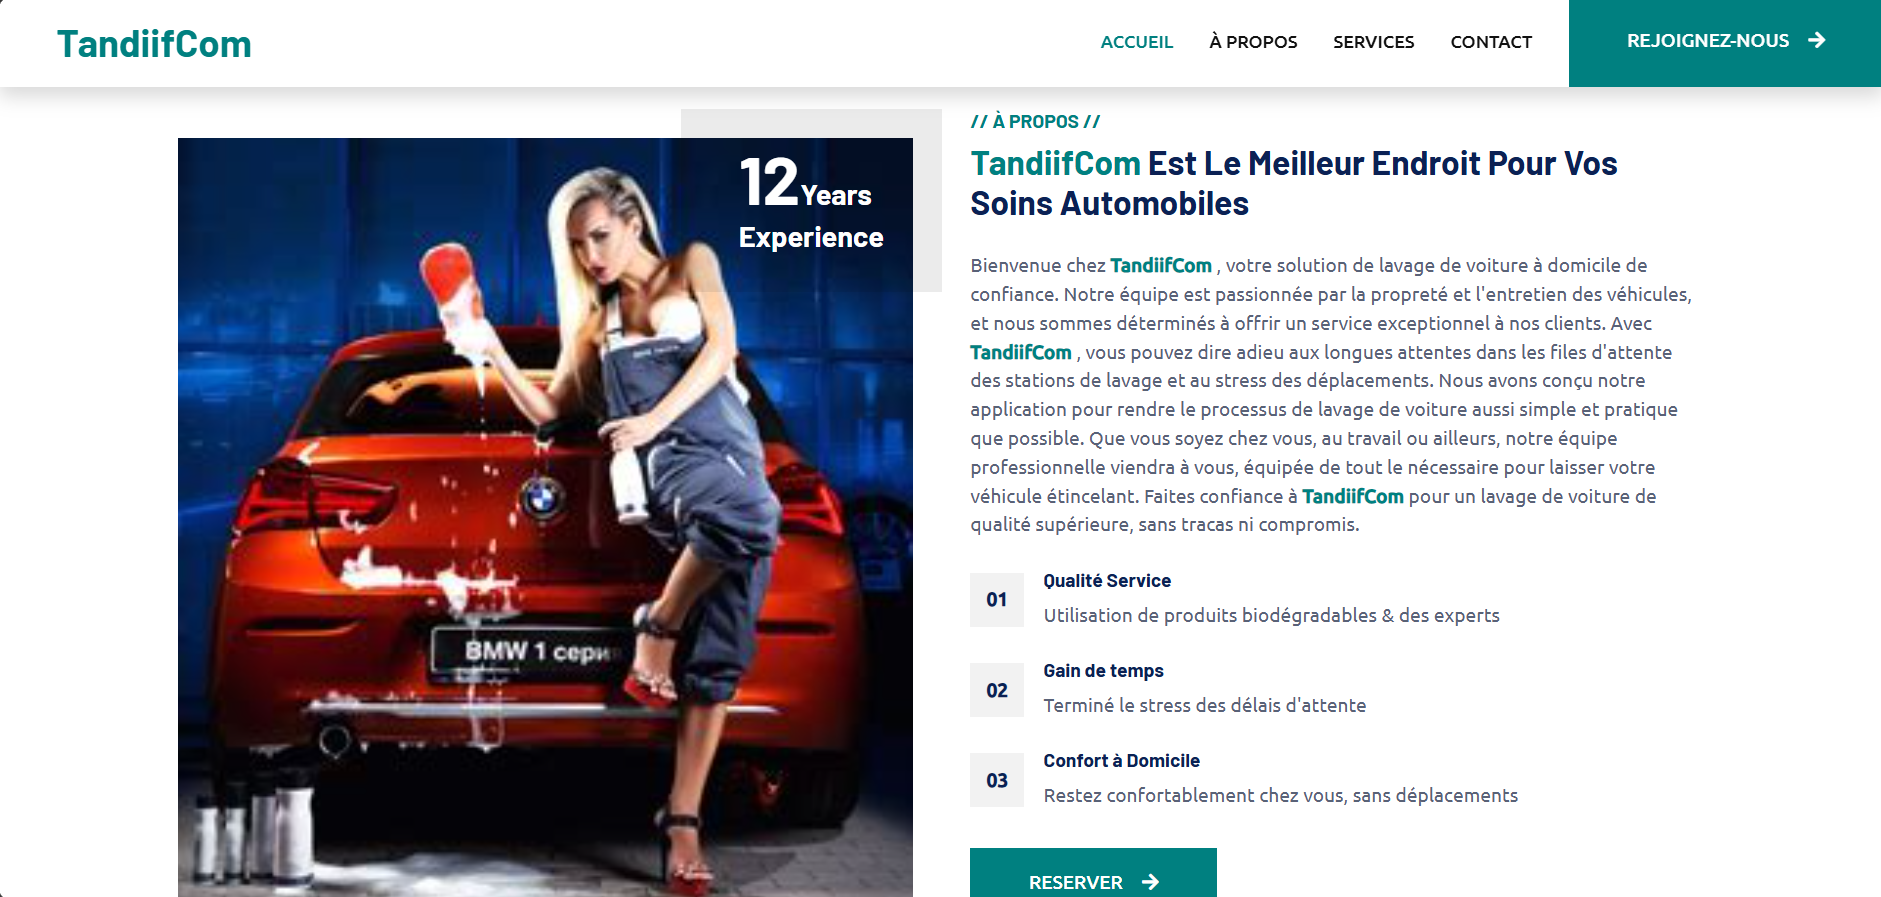 TandiifCom
ACCUEIL À PROPOS SERVICES CONTACT REJOIGNEZ-NOUS
12 Years
Experience
BMW 1 серия
// À PROPOS //
TandiifCom Est Le Meilleur Endroit Pour Vos
Soins Automobiles
Bienvenue chez TandiifCom , votre solution de lavage de voiture à domicile de
confiance. Notre équipe est passionnée par la propreté et l'entretien des véhicules,
et nous sommes déterminés à offrir un service exceptionnel à nos clients. Avec
TandiifCom , vous pouvez dire adieu aux longues attentes dans les files d'attente
des stations de lavage et au stress des déplacements. Nous avons conçu notre
application pour rendre le processus de lavage de voiture aussi simple et pratique
que possible. Que vous soyez chez vous, au travail ou ailleurs, notre équipe
professionnelle viendra à vous, équipée de tout le nécessaire pour laisser votre
véhicule étincelant. Faites confiance à TandiifCom pour un lavage de voiture de
qualité supérieure, sans tracas ni compromis.
01
Qualité Service
Utilisation de produits biodégradables & des experts
02
Gain de temps
Terminé le stress des délais d'attente
03
Confort à Domicile
Restez confortablement chez vous, sans déplacements
RESERVER